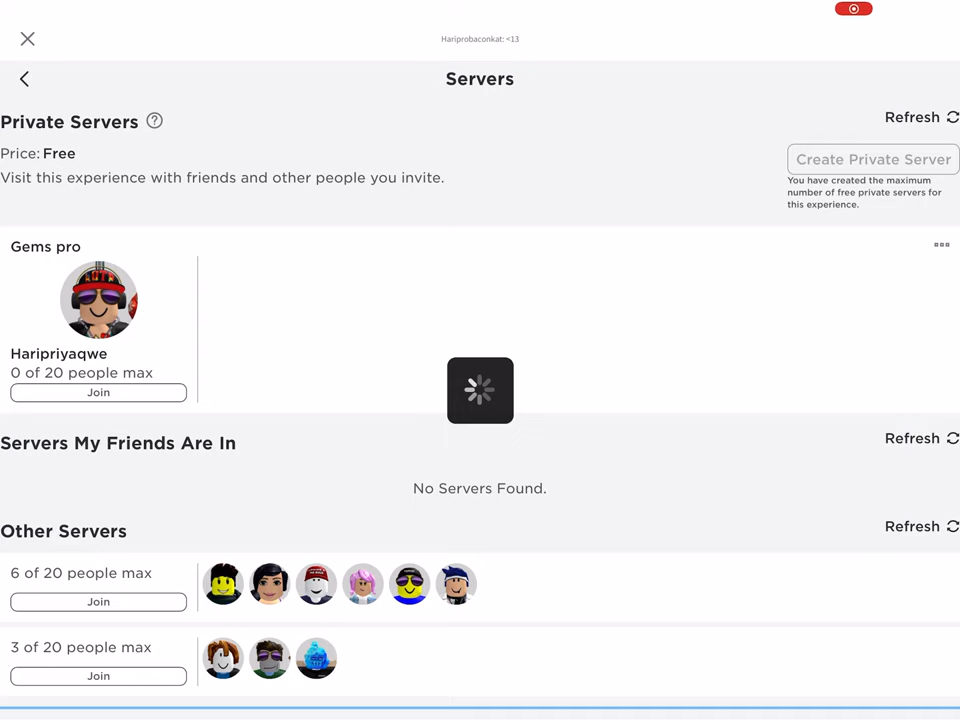 Hariprobaconkat: <13
Servers
Private Servers
Refresh
Price: Free
Create Private Server
Visit this experience with friends and other people you invite.
You have created the maximum
number of free private servers for
this experience.
Gems pro
Haripriyaqwe
0 of 20 people max
Join
Servers My Friends Are In
Refresh
No Servers Found.
Other Servers
Refresh
6 of 20 people max
Join
3 of 20 people max
Join